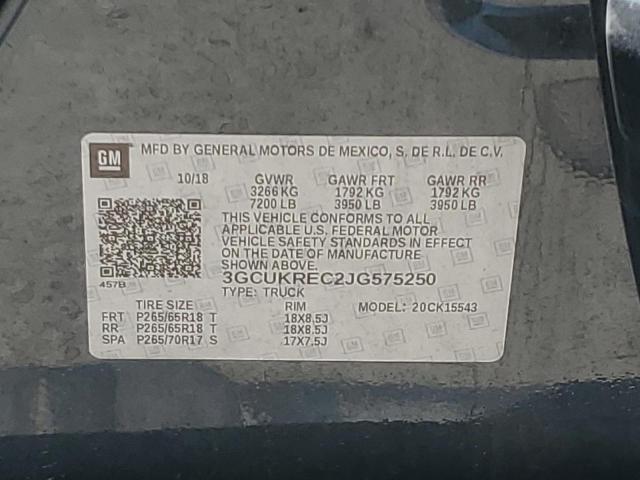 GM
MFD BY GENERAL MOTORS DE MEXICO, S. DE R.L. DE C.V.
10/18 GVWR GAWR FRT GAWR RR
3266 KG 1792 KG 1792 KG
7200 LB 3950 LB 3950 LB
THIS VEHICLE CONFORMS TO ALL
APPLICABLE U.S. FEDERAL MOTOR
VEHICLE SAFETY STANDARDS IN EFFECT
ON THE DATE OF MANUFACTURE
SHOWN ABOVE.
457B 3GCUKREC2JG575250
TYPE: TRUCK
TIRE SIZE RIM MODEL: 20CK15543
FRT P265/65R18 T 18X8.5J
RR P265/65R18 T 18X8.5J
SPA P265/70R17 S 17X7.5J